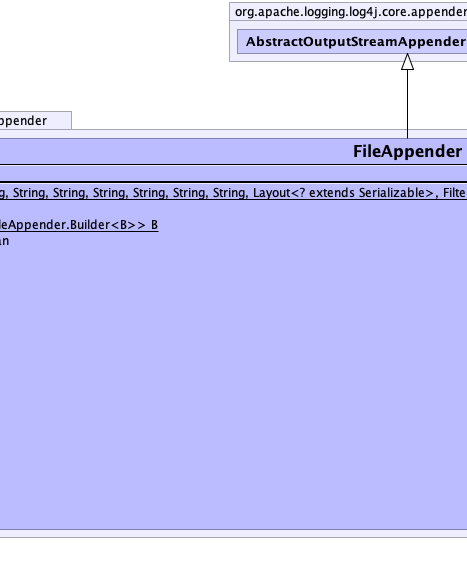 org.apache.logging.log4j.core.appender
AbstractOutputStreamAppender
ppender
FileAppender
g, String, String, String, String, String, String, Layout<? extends Serializable>, Filte
leAppender.Builder<B>> B
an